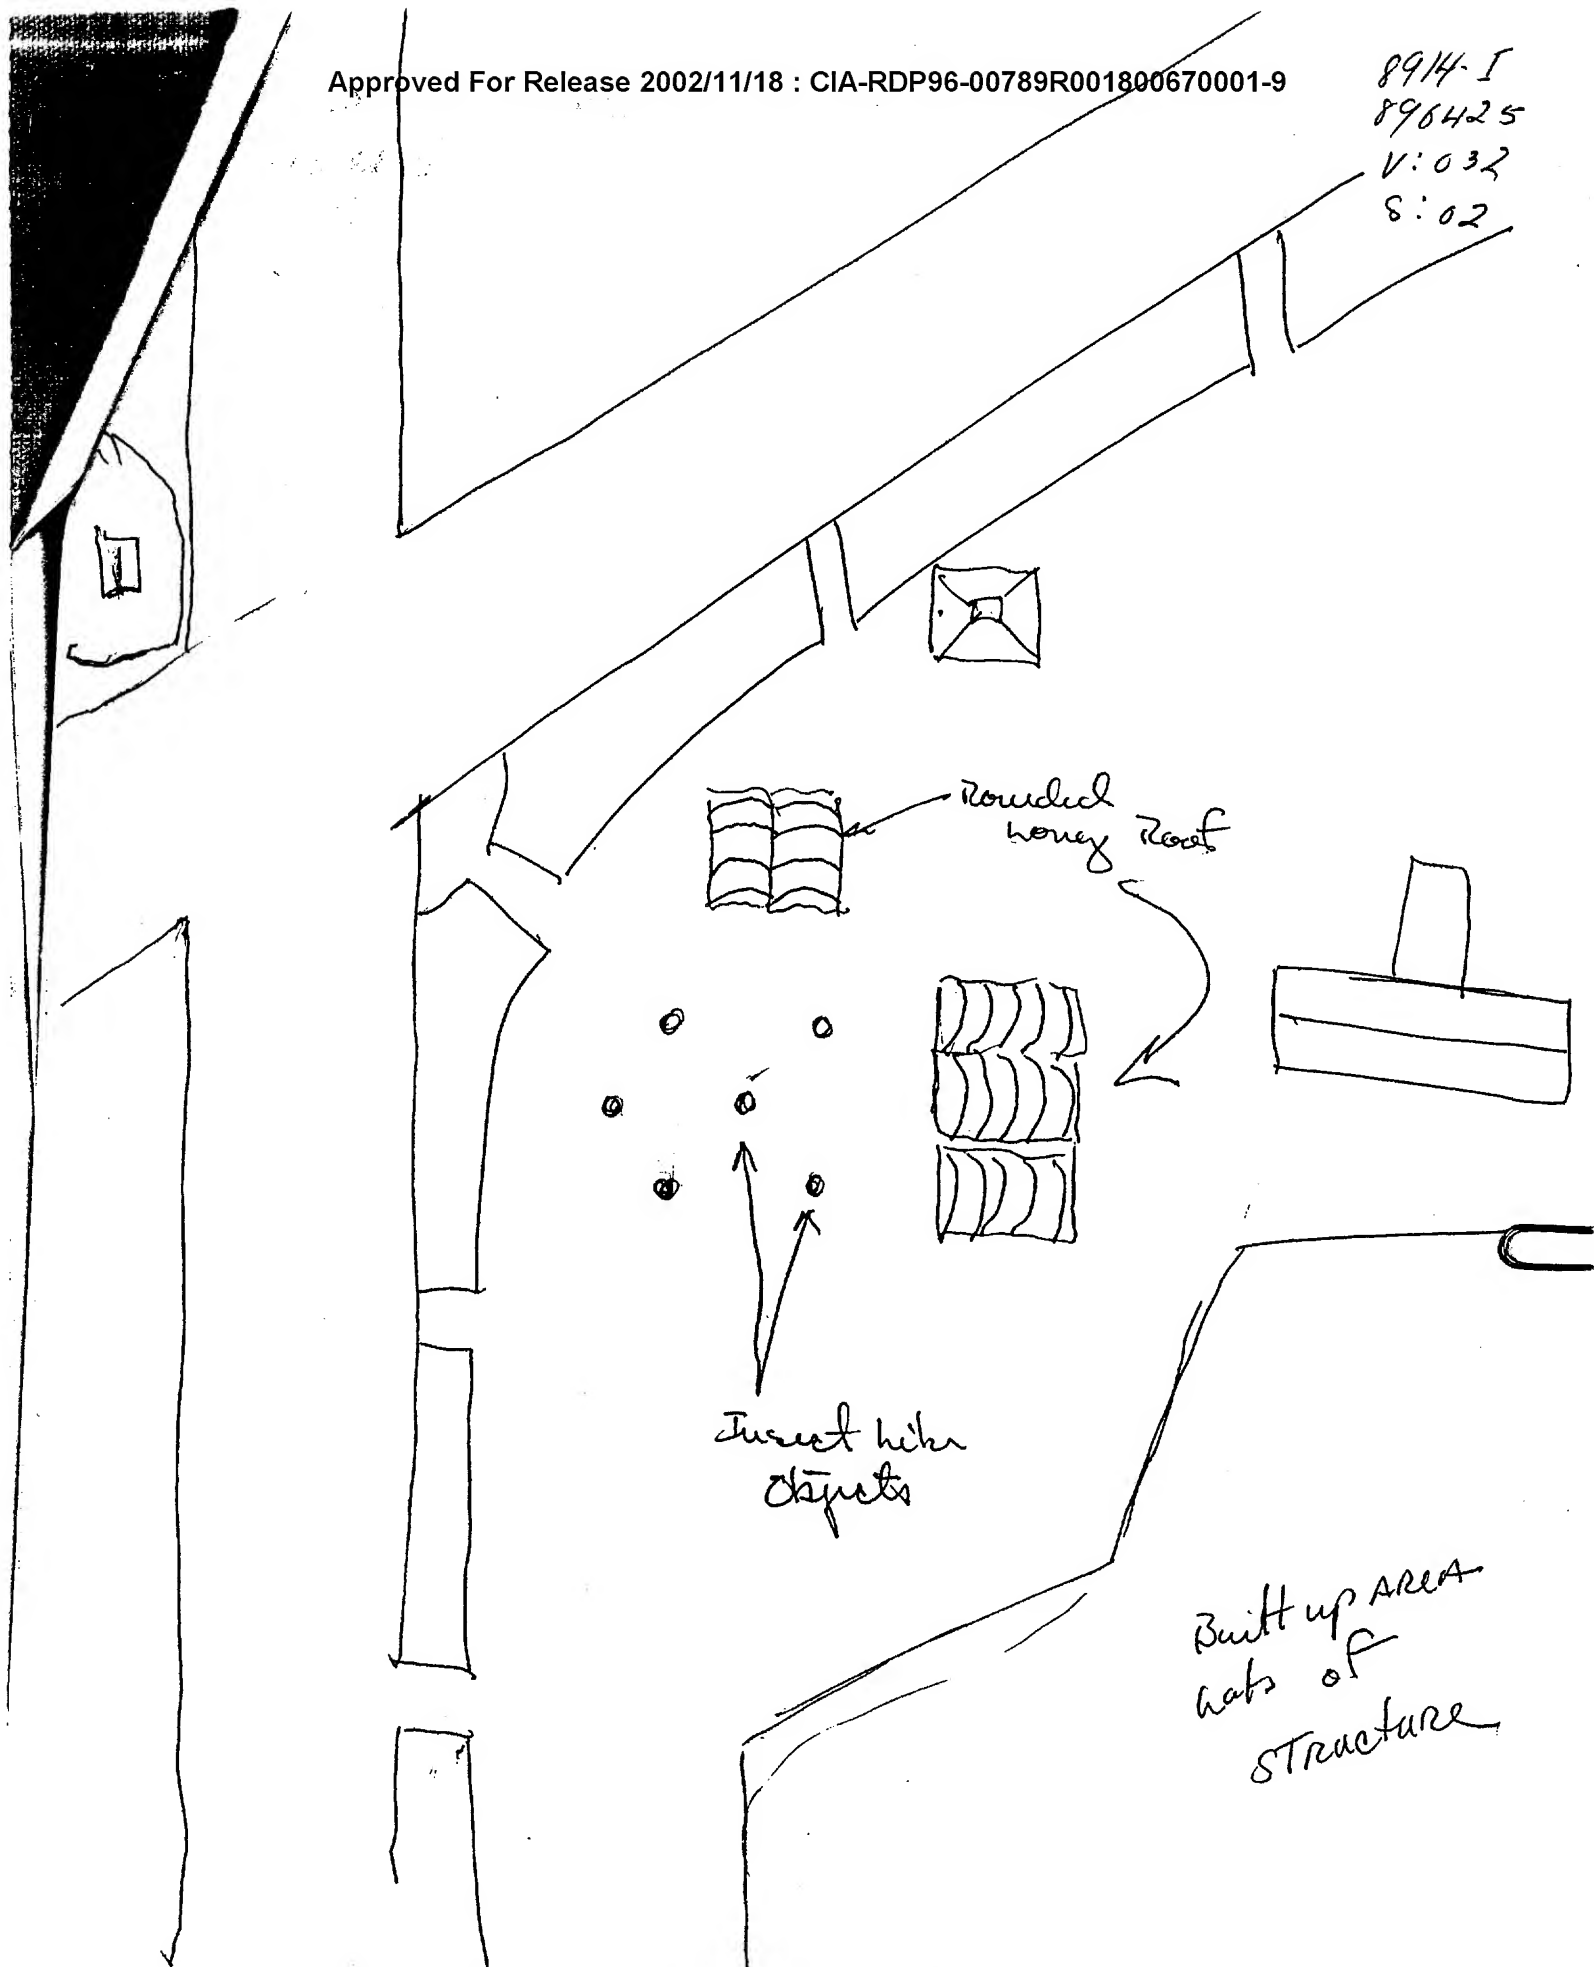 Approved For Release 2002/11/18 : CIA-RDP96-00789R001800670001-9
8914-I
896425
V: 032
S: 02
Rounded
Long Roof
Insect Like
Objects
Built up AREA
Lots of
STRUCTURE